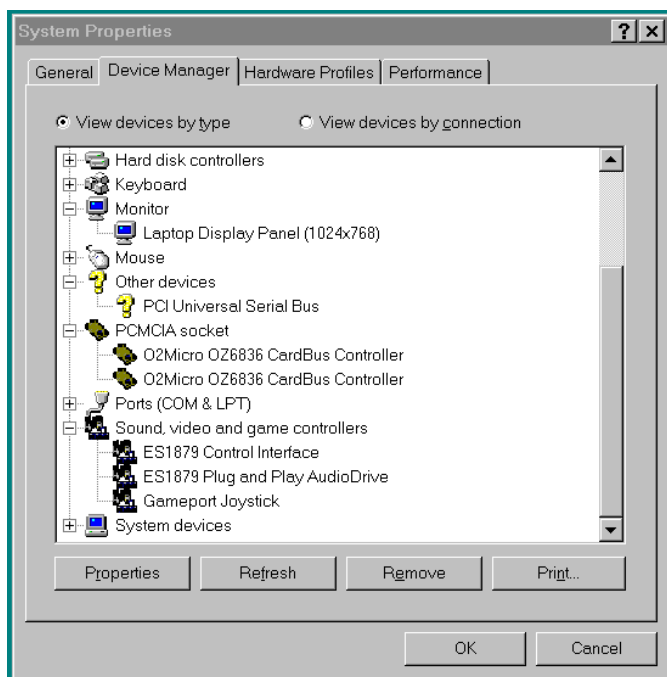 System Properties
General Device Manager Hardware Profiles Performance
View devices by type View devices by connection
Hard disk controllers
Keyboard
Monitor
Laptop Display Panel (1024x768)
Mouse
Other devices
PCI Universal Serial Bus
PCMCIA socket
O2Micro OZ6836 CardBus Controller
O2Micro OZ6836 CardBus Controller
Ports (COM & LPT)
Sound, video and game controllers
ES1879 Control Interface
ES1879 Plug and Play AudioDrive
Gameport Joystick
System devices
Properties Refresh Remove Print...
OK Cancel